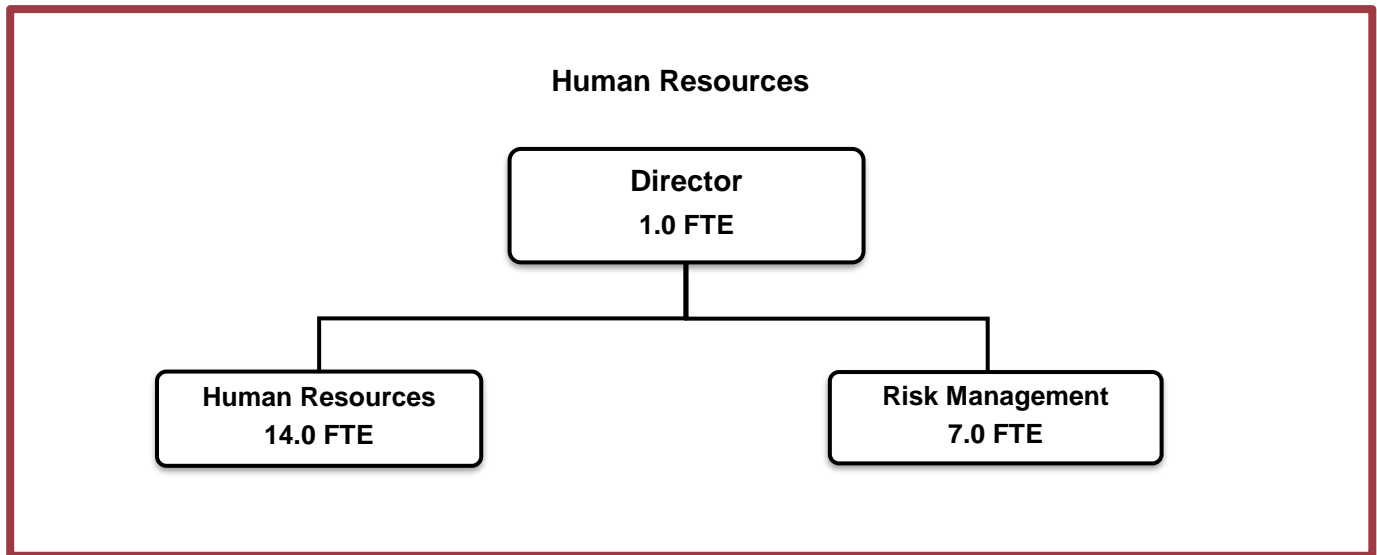 Human Resources
Director
1.0 FTE
Human Resources
14.0 FTE
Risk Management
7.0 FTE